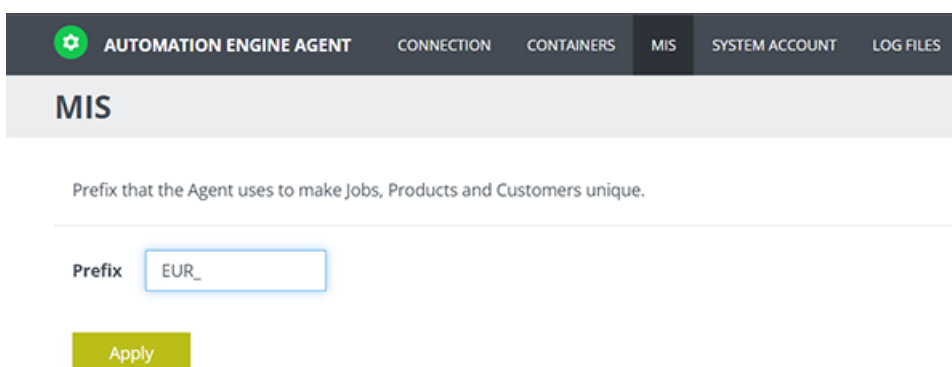 AUTOMATION ENGINE AGENT CONNECTION CONTAINERS MIS SYSTEM ACCOUNT LOG FILES
MIS
Prefix that the Agent uses to make Jobs, Products and Customers unique.
Prefix EUR_
Apply